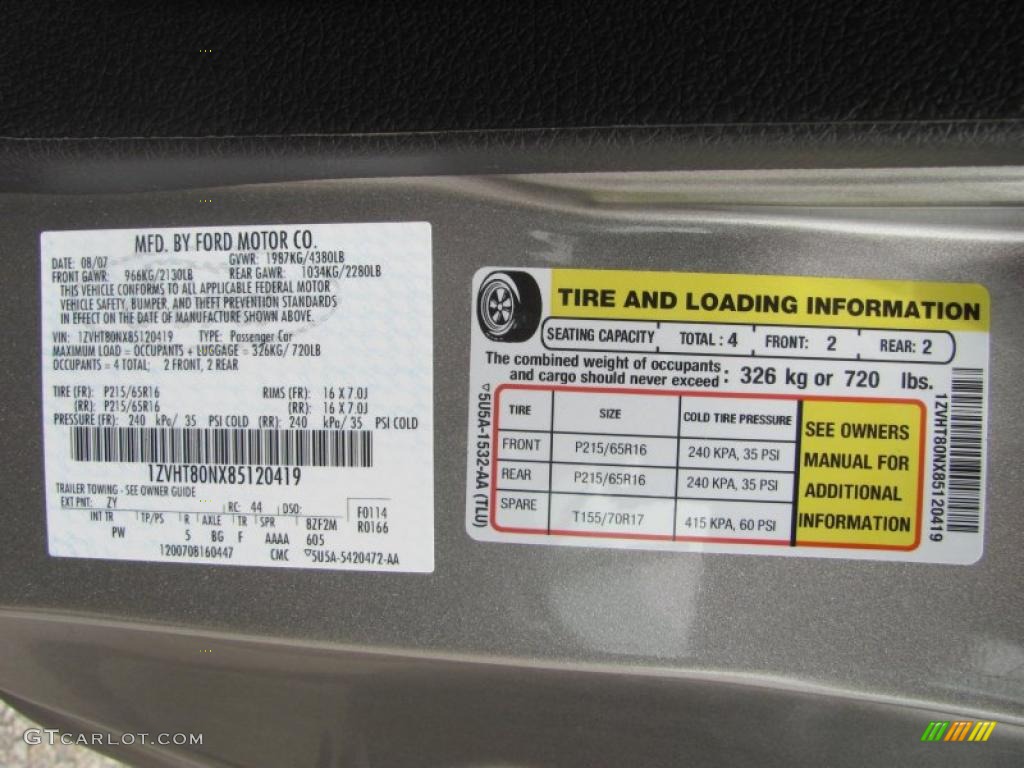 MFD. BY FORD MOTOR CO.
DATE: 08/07 GVWR: 1987KG/4380LB
FRONT GAWR: 966KG/2130LB REAR GAWR: 1034KG/2280LB
THIS VEHICLE CONFORMS TO ALL APPLICABLE FEDERAL MOTOR
VEHICLE SAFETY, BUMPER, AND THEFT PREVENTION STANDARDS
IN EFFECT ON THE DATE OF MANUFACTURE SHOWN ABOVE.
VIN: 1ZVHT80NX85120419 TYPE: Passenger Car
MAXIMUM LOAD = OCCUPANTS + LUGGAGE = 326KG/720LB
OCCUPANTS = 4 TOTAL; 2 FRONT, 2 REAR
TIRE (FR): P215/65R16 RIMS (FR): 16 X 7.0J
(RR): P215/65R16 (RR): 16 X 7.0J
PRESSURE (FR): 240 kPa/ 35 PSI COLD (RR): 240 kPa/ 35 PSI COLD
1ZVHT80NX85120419
TRAILER TOWING - SEE OWNER GUIDE
EXT PNT: ZY RC: 44 DSO: F0114
INT TR TP/PS R AXLE TR SPR BZF2M R0166
PW 5 BG F AAAA 605
120070B160447 CMC ▽5U5A-5420472-AA
TIRE AND LOADING INFORMATION
SEATING CAPACITY TOTAL : 4 FRONT: 2 REAR: 2
The combined weight of occupants
and cargo should never exceed : 326 kg or 720 lbs.
TIRE SIZE COLD TIRE PRESSURE
FRONT P215/65R16 240 KPA, 35 PSI
REAR P215/65R16 240 KPA, 35 PSI
SPARE T155/70R17 415 KPA, 60 PSI
SEE OWNERS
MANUAL FOR
ADDITIONAL
INFORMATION
▽5U5A-1532-AA (TLU)
1ZVHT80NX85120419
GTCARLOT.COM